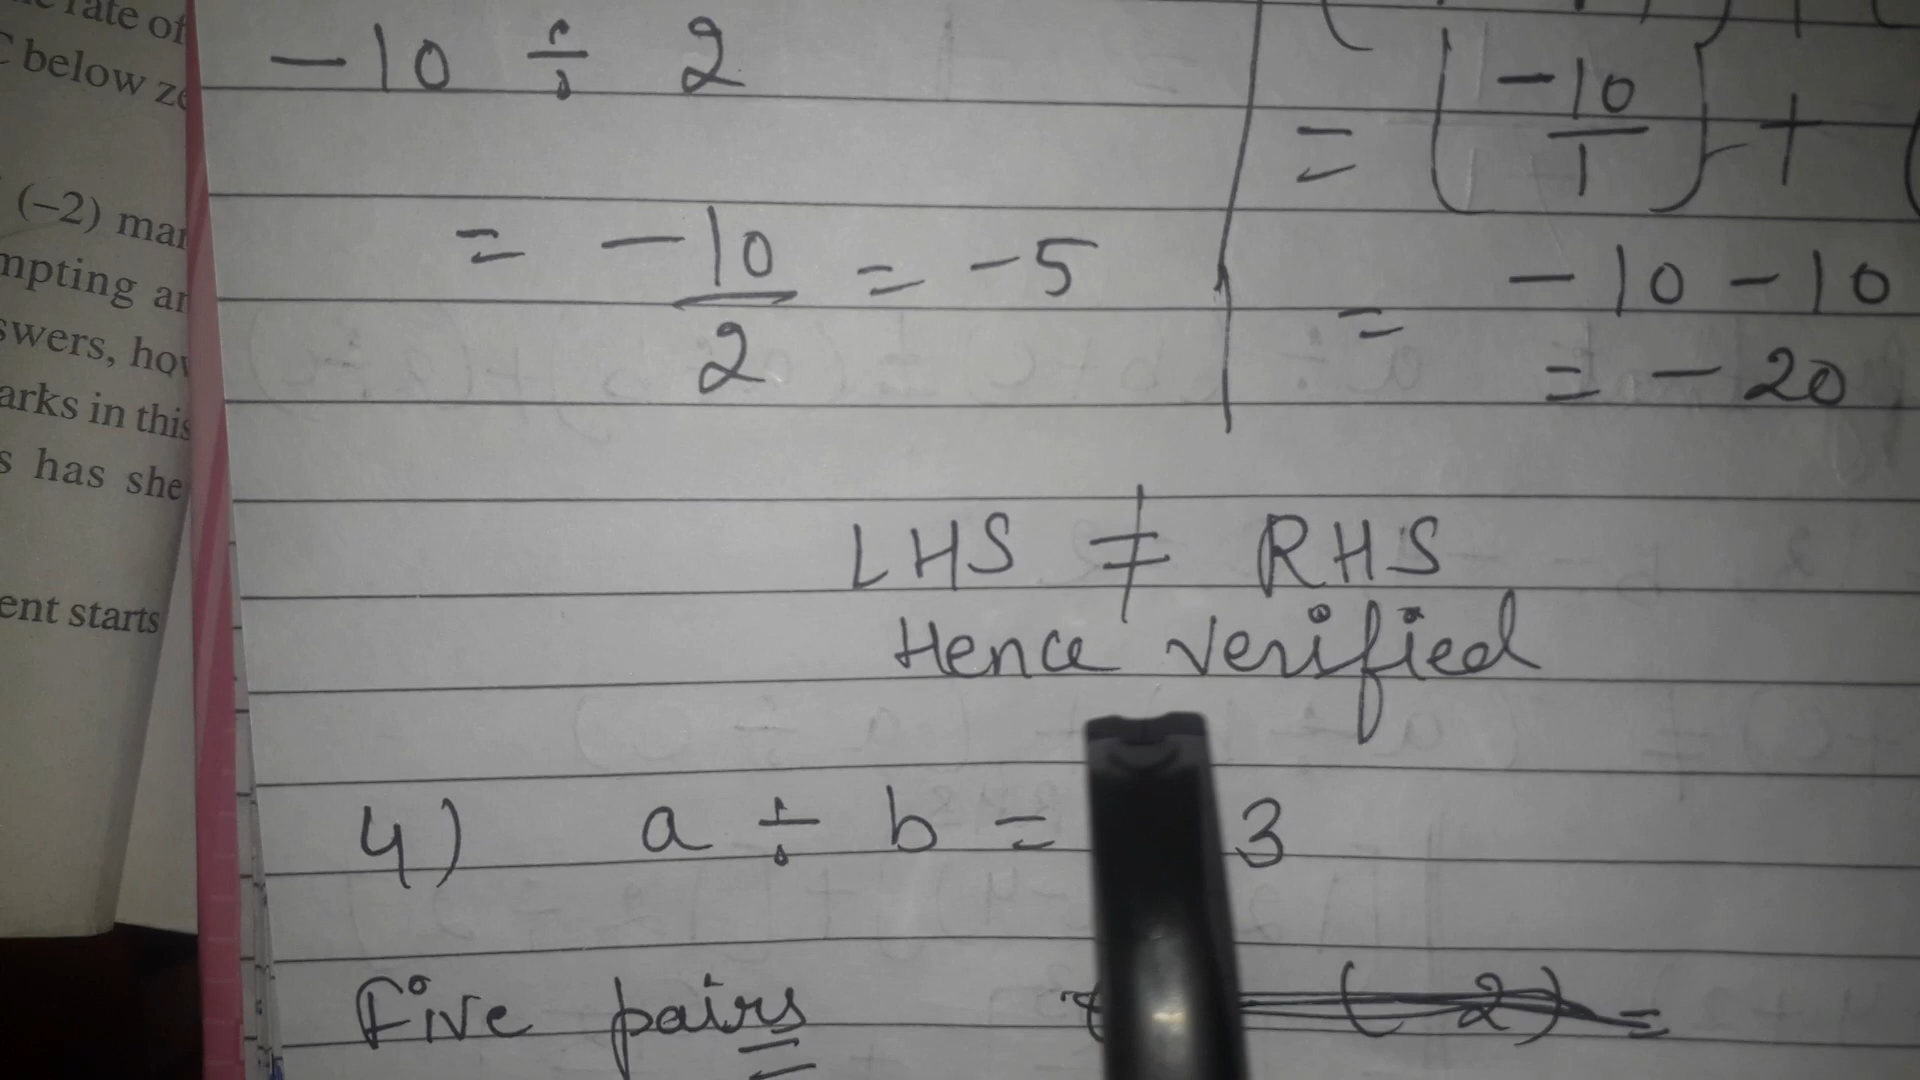 e rate of
C below ze
(–2) mar
mpting an
swers, how
arks in this
s has she
ent starts
-10 ÷ 2
= -10/2 = -5
= (-10/1) + (
= -10 - 10
= -20
LHS ≠ RHS
Hence verified
4) a ÷ b = 3
Five pairs